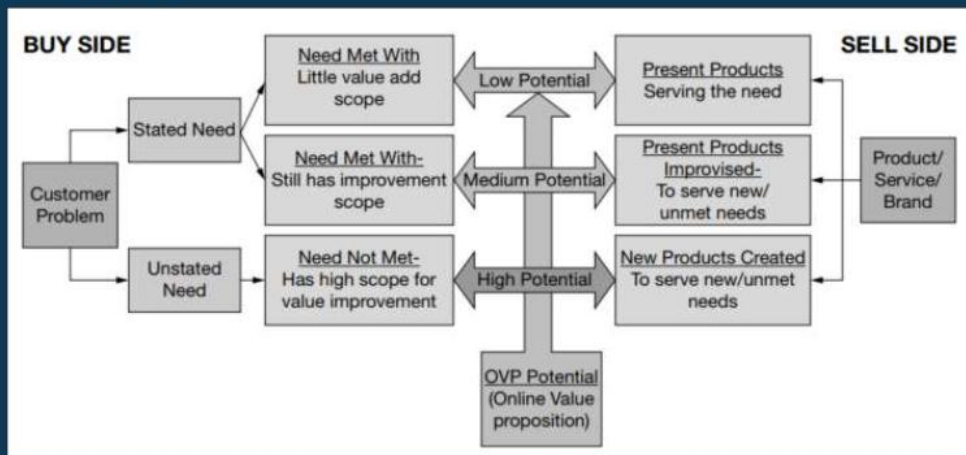 BUY SIDE
SELL SIDE
Customer
Problem
Stated Need
Unstated
Need
Need Met With
Little value add
scope
Need Met With-
Still has improvement
scope
Need Not Met-
Has high scope for
value improvement
Low Potential
Medium Potential
High Potential
OVP Potential
(Online Value
proposition)
Present Products
Serving the need
Present Products
Improvised-
To serve new/
unmet needs
New Products Created
To serve new/unmet
needs
Product/
Service/
Brand